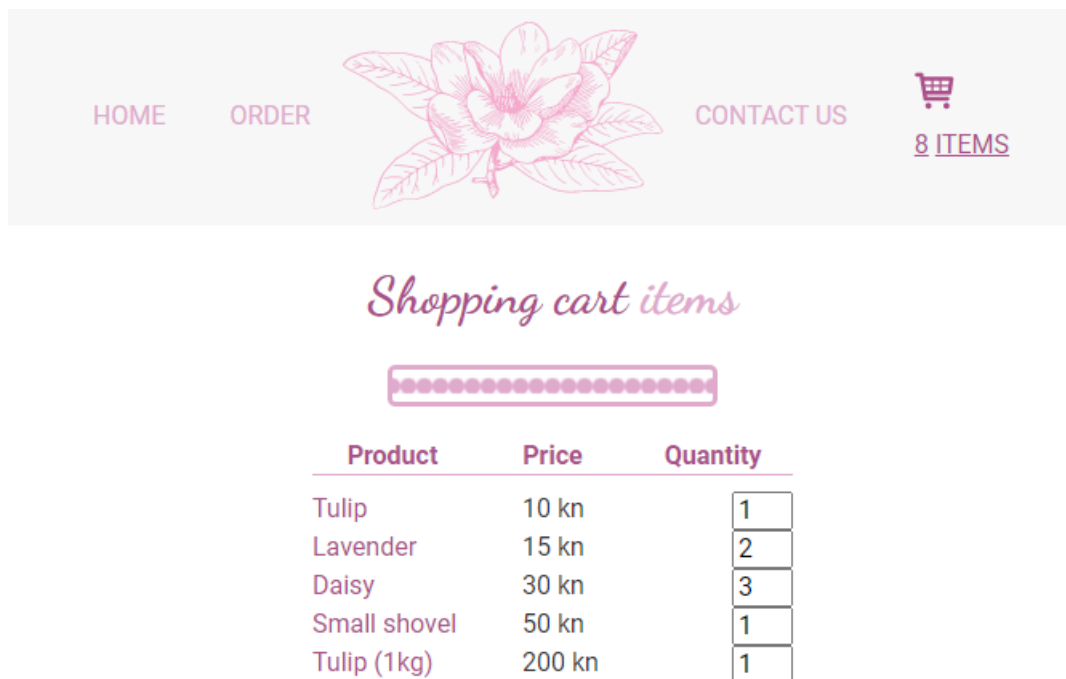 HOME ORDER CONTACT US
8 ITEMS
Shopping cart items
Product Price Quantity
Tulip 10 kn 1
Lavender 15 kn 2
Daisy 30 kn 3
Small shovel 50 kn 1
Tulip (1kg) 200 kn 1